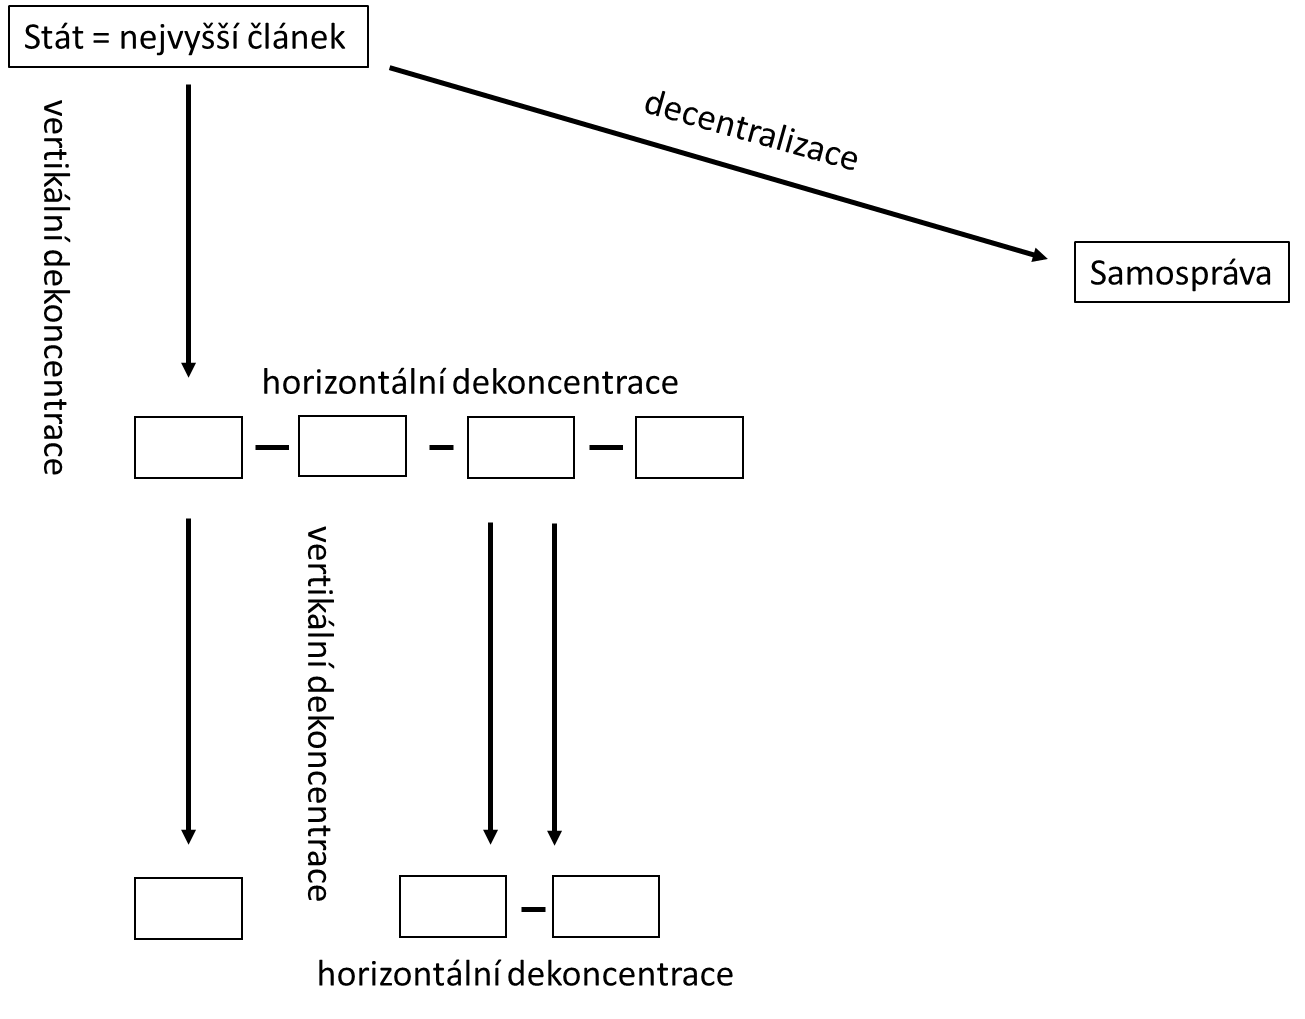 Stát = nejvyšší článek
decentralizace
vertikální dekoncentrace
Samospráva
horizontální dekoncentrace
vertikální dekoncentrace
horizontální dekoncentrace